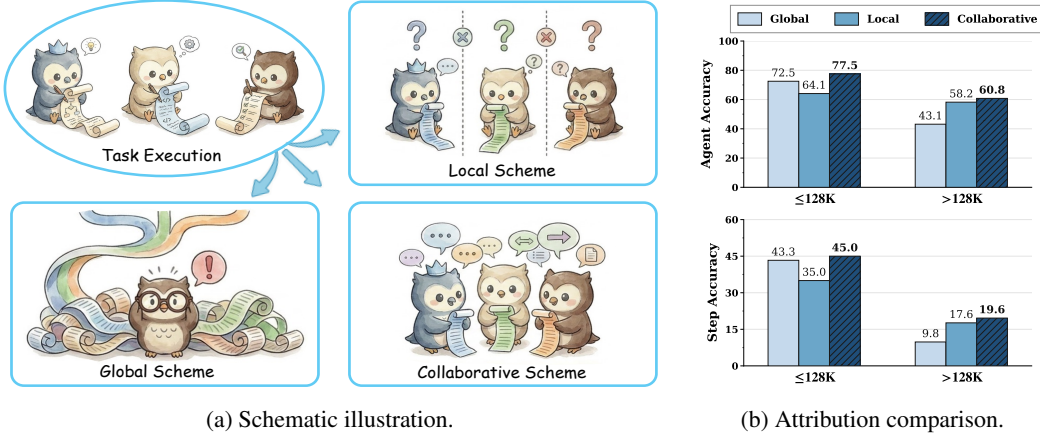 Task Execution
? ? ?
Local Scheme
!
Global Scheme
Collaborative Scheme
(a) Schematic illustration.
Global Local Collaborative
Agent Accuracy
100
80
60
40
20
0
72.5 64.1 77.5
43.1 58.2 60.8
≤128K >128K
Step Accuracy
60
45
30
15
0
43.3 35.0 45.0
9.8 17.6 19.6
≤128K >128K
(b) Attribution comparison.